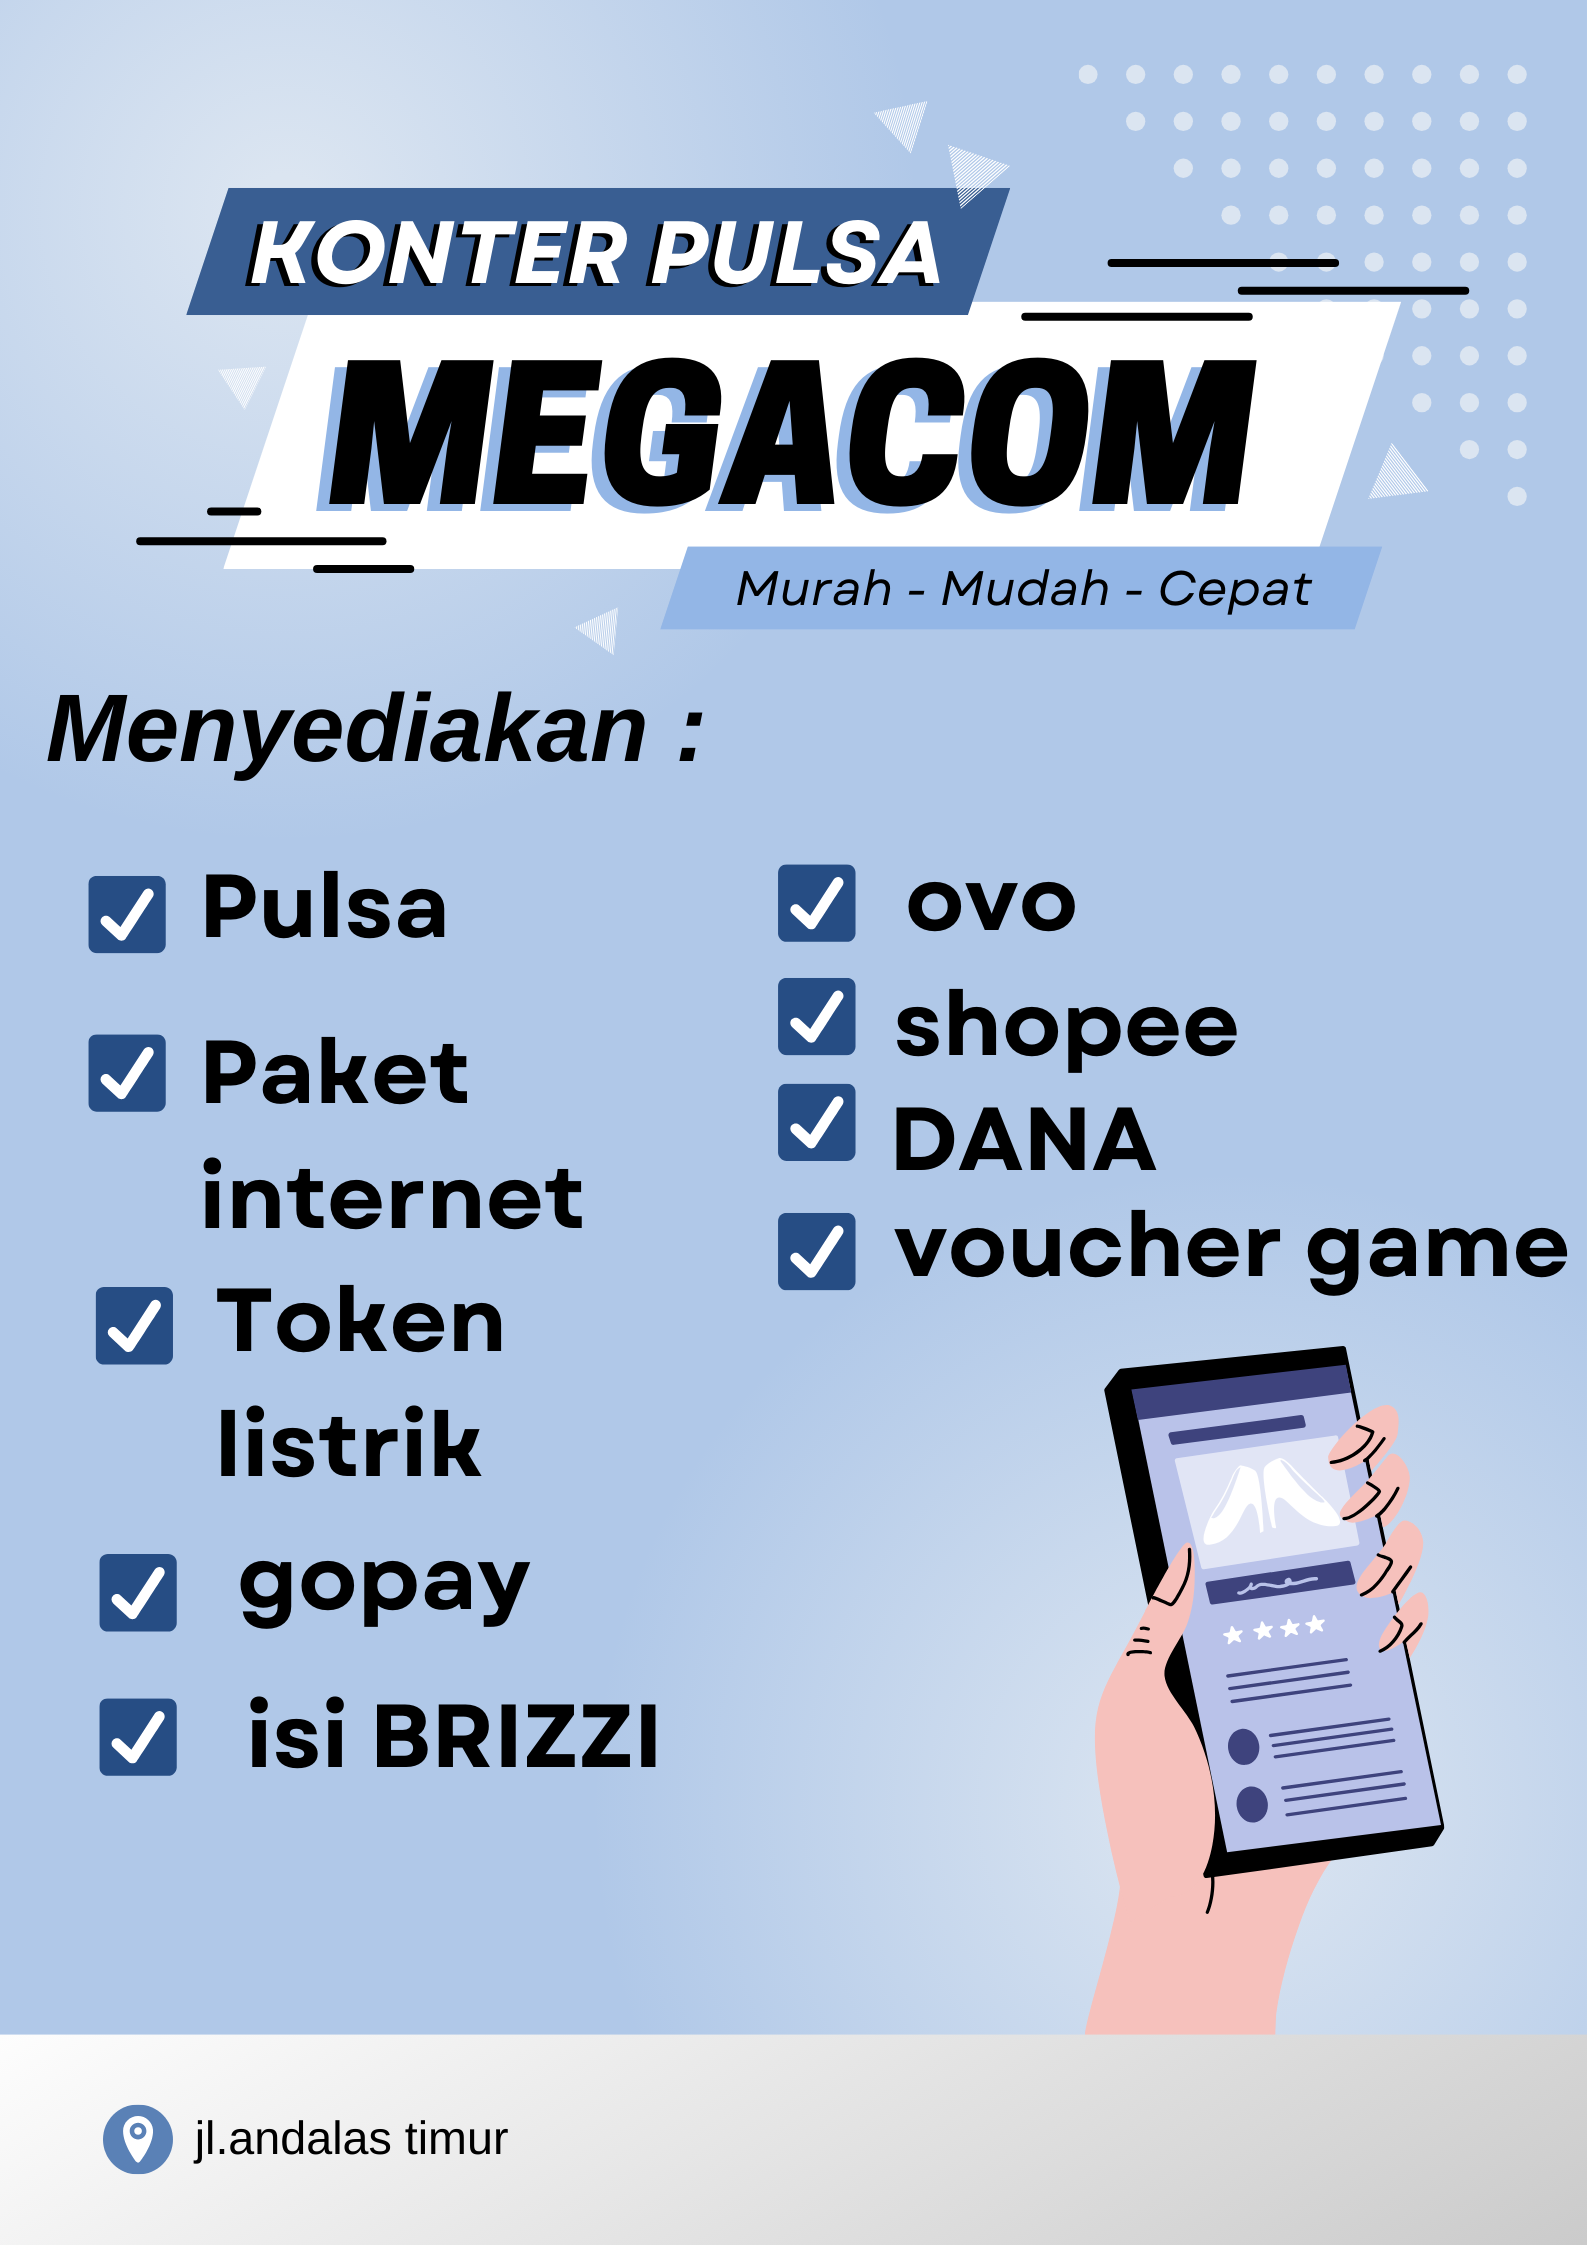 KONTER PULSA
MEGACOM
Murah - Mudah - Cepat
Menyediakan :
Pulsa
Paket
internet
Token
listrik
gopay
isi BRIZZI
ovo
shopee
DANA
voucher game
jl.andalas timur